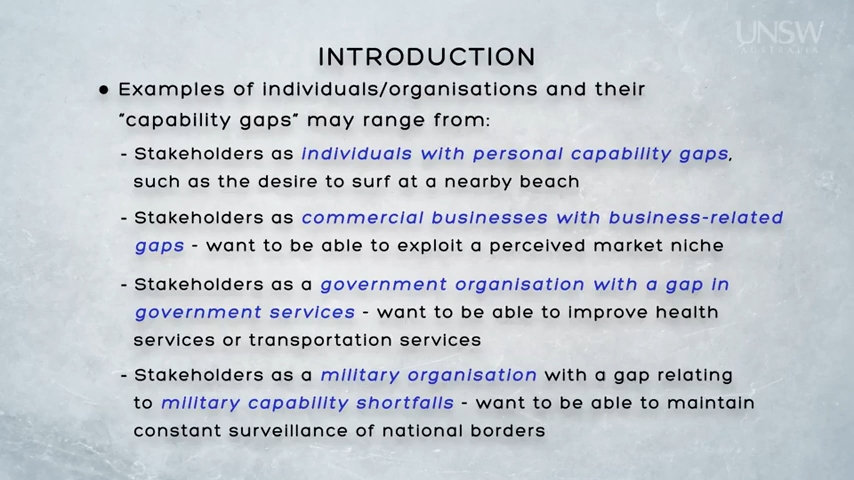 UNSW
AUSTRALIA
INTRODUCTION
● Examples of individuals/organisations and their
"capability gaps" may range from:
- Stakeholders as individuals with personal capability gaps,
such as the desire to surf at a nearby beach
- Stakeholders as commercial businesses with business-related
gaps - want to be able to exploit a perceived market niche
- Stakeholders as a government organisation with a gap in
government services - want to be able to improve health
services or transportation services
- Stakeholders as a military organisation with a gap relating
to military capability shortfalls - want to be able to maintain
constant surveillance of national borders